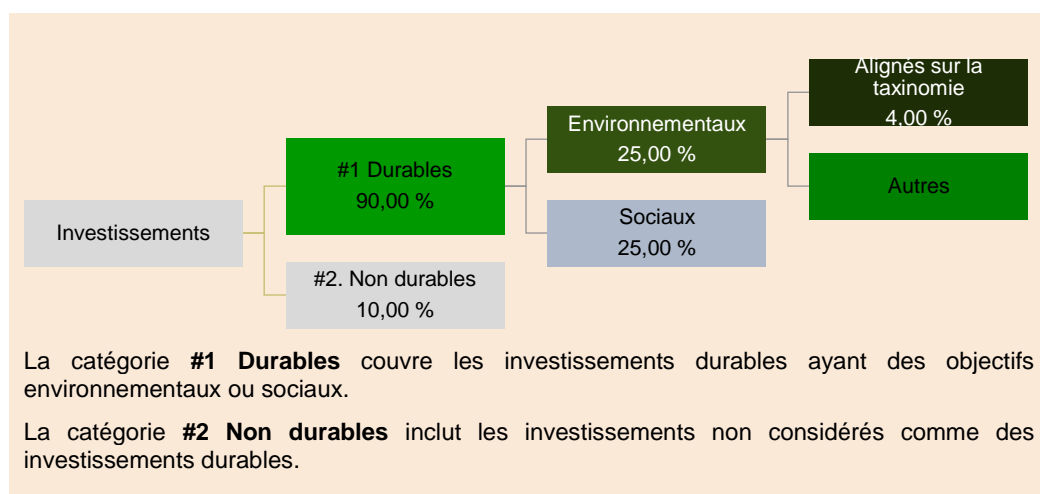 Investissements
#1 Durables
90,00 %
#2. Non durables
10,00 %
Environnementaux
25,00 %
Sociaux
25,00 %
Alignés sur la
taxinomie
4,00 %
Autres
La catégorie #1 Durables couvre les investissements durables ayant des objectifs
environnementaux ou sociaux.
La catégorie #2 Non durables inclut les investissements non considérés comme des
investissements durables.